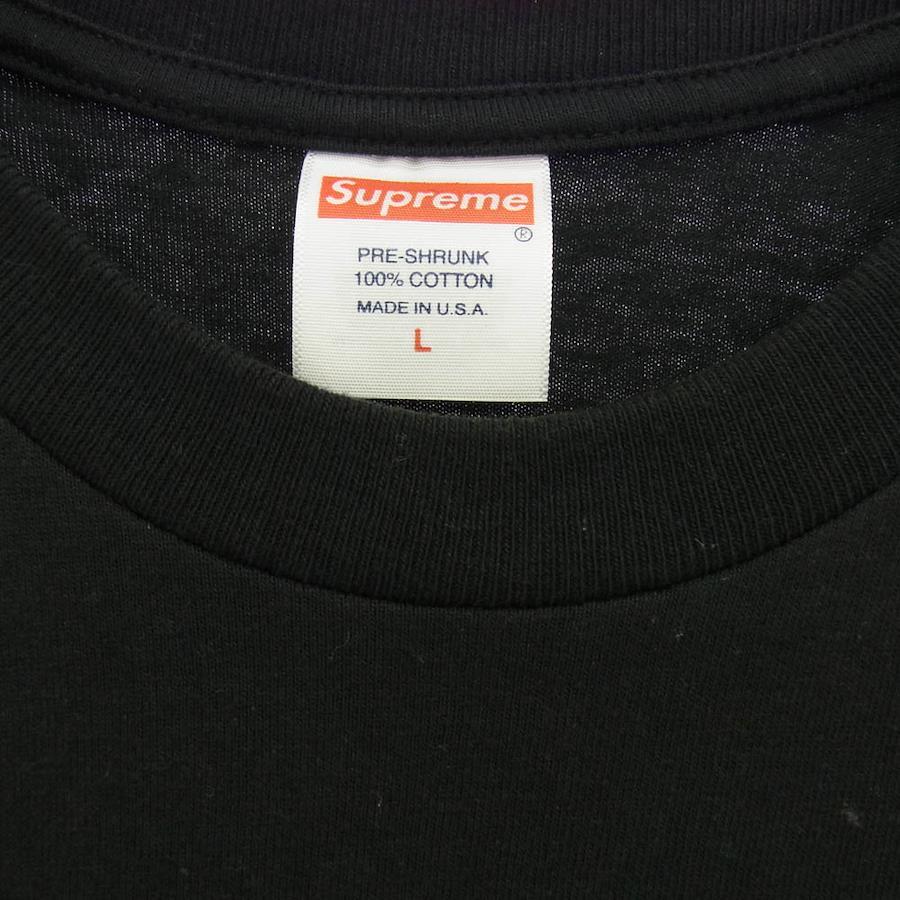 Supreme
®
PRE-SHRUNK
100% COTTON
MADE IN U.S.A.
L